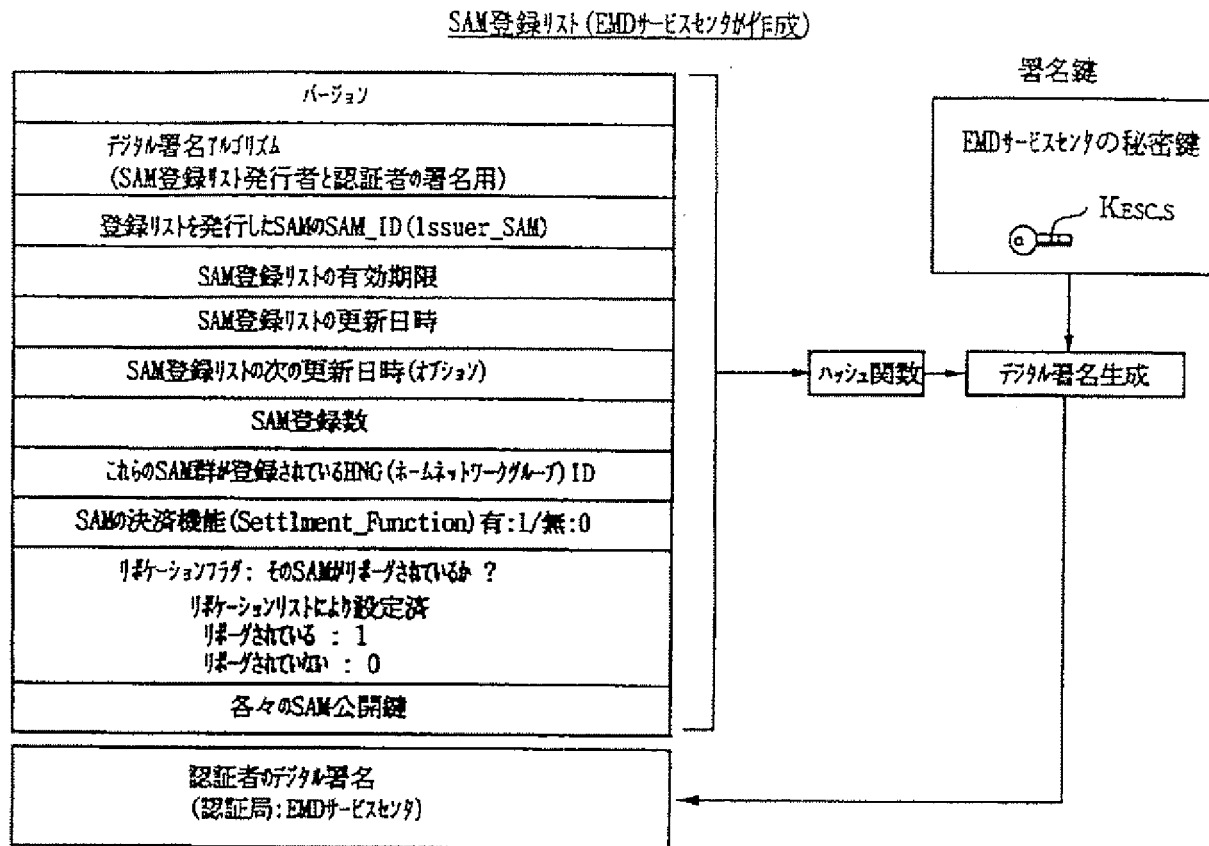 SAM登録リスト(EMDサービスセンタが作成)
バージョン
デジタル署名アルゴリズム
(SAM登録リスト発行者と認証者の署名用)
登録リストを発行したSAMのSAM_ID(Issuer_SAM)
SAM登録リストの有効期限
SAM登録リストの更新日時
SAM登録リストの次の更新日時(オプション)
SAM登録数
これらのSAM群が登録されているHNG(ホームネットワークグループ)ID
SAMの決済機能(Settlment_Function)有:1/無:0
リボケーションフラグ: そのSAMがリボーグされているか ?
リボケーションリストにより設定済
リボーグされている : 1
リボーグされていない : 0
各々のSAM公開鍵
認証者のデジタル署名
(認証局:EMDサービスセンタ)
署名鍵
EMDサービスセンタの秘密鍵
KESC,S
ハッシュ関数
デジタル署名生成